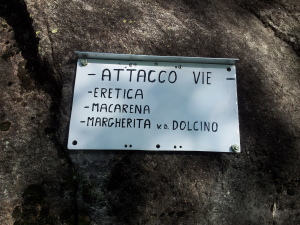 - ATTACCO VIE
- ERETICA
- MACARENA
- MARGHERITA v.o. DOLCINO